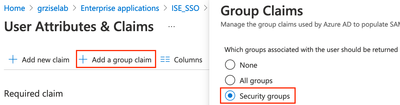 Home > grziselab > Enterprise applications > ISE_SSO >
User Attributes & Claims ...
+ Add new claim + Add a group claim Columns
Required claim
Group Claims
Manage the group claims used by Azure AD to populate SAM
Which groups associated with the user should be returned
None
All groups
Security groups